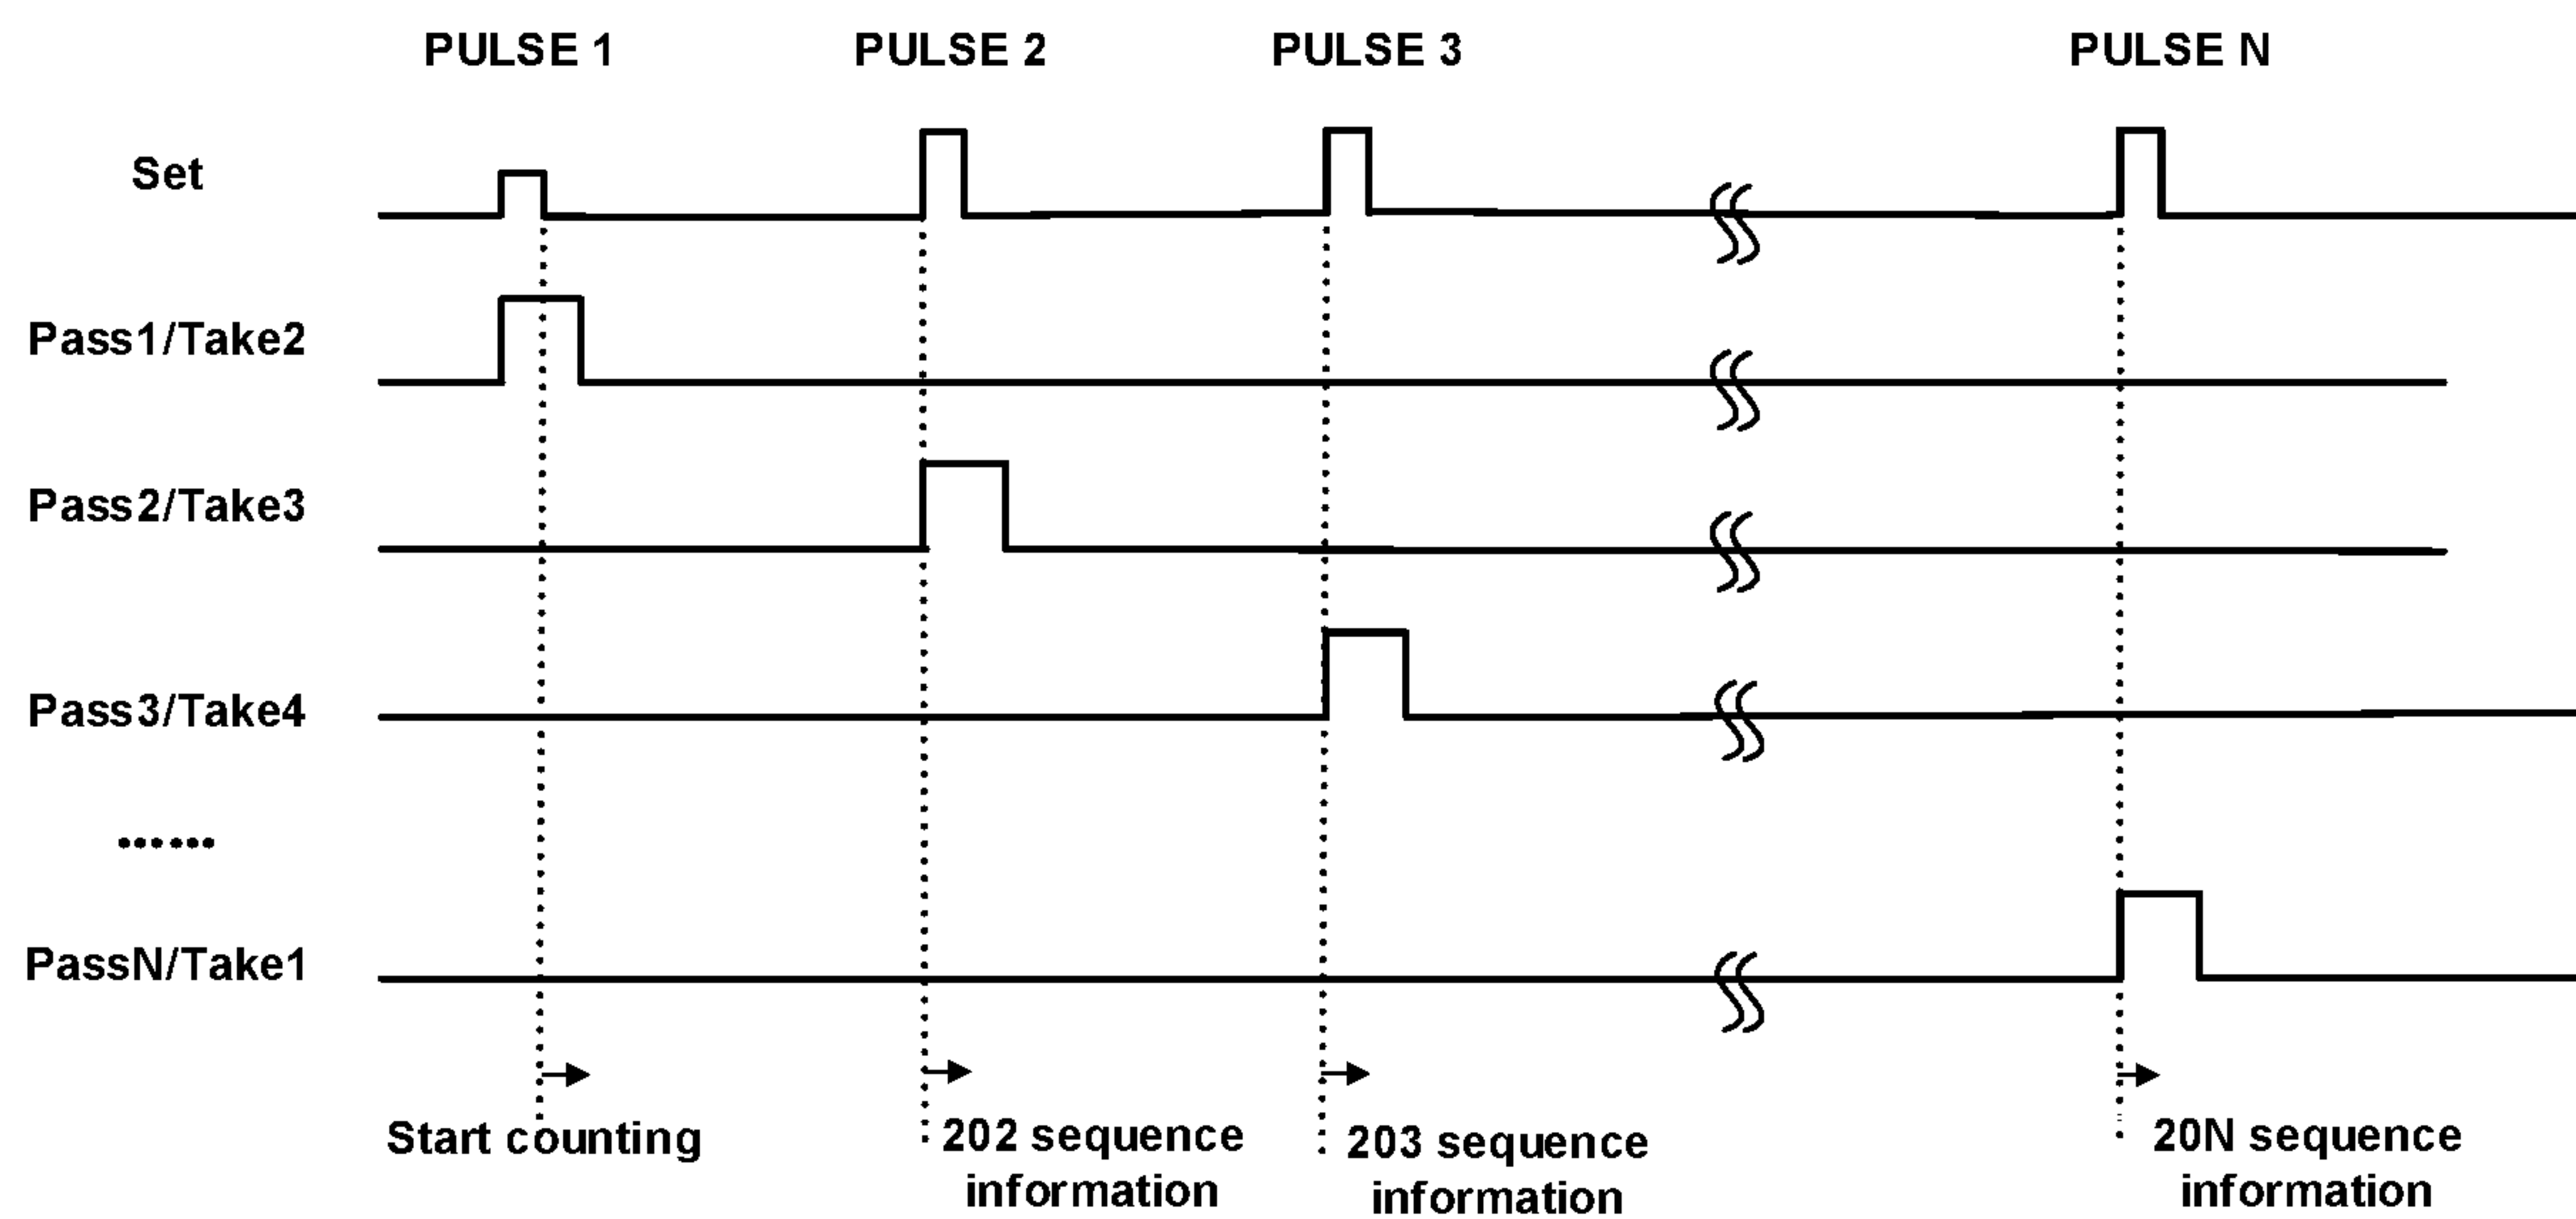 PULSE 1 PULSE 2 PULSE 3 PULSE N
Set
Pass1/Take2
Pass2/Take3
Pass3/Take4
......
PassN/Take1
Start counting
202 sequence
information
203 sequence
information
20N sequence
information